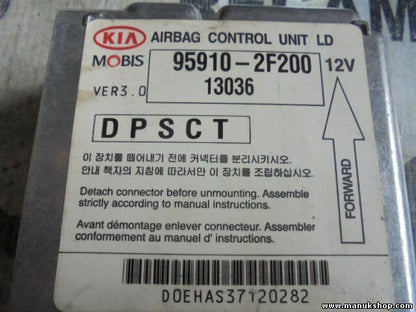 KIA AIRBAG CONTROL UNIT LD
MOBIS 95910-2F200 12V
VER3.0 13036
DPSCT
이 장치를 떼어내기 전에 커넥터를 분리시키시오.
안내 책자의 지침에 따라서만 이 장치를 조립하십시오.
Detach connector before unmounting. Assemble
strictly according to manual instructions.
Avant démontage enlever connecteur. Assembler
conformement au manuel d' instructions.
FORWARD
DOEHAS37120282
www.manukshop.com